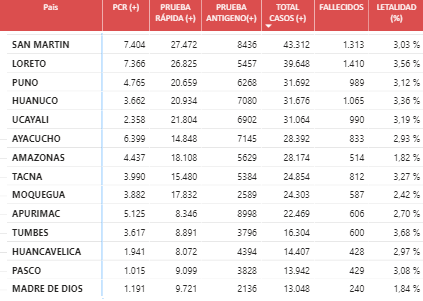 País PCR (+) PRUEBA RÁPIDA (+) PRUEBA ANTIGENO(+) TOTAL CASOS (+) FALLECIDOS LETALIDAD (%)
SAN MARTIN 7.404 27.472 8436 43.312 1.313 3,03 %
LORETO 7.366 26.825 5457 39.648 1.410 3,56 %
PUNO 4.765 20.659 6268 31.692 989 3,12 %
HUANUCO 3.662 20.934 7080 31.676 1.065 3,36 %
UCAYALI 2.358 21.804 6902 31.064 990 3,19 %
AYACUCHO 6.399 14.848 7145 28.392 833 2,93 %
AMAZONAS 4.437 18.108 5629 28.174 514 1,82 %
TACNA 3.990 15.480 5384 24.854 812 3,27 %
MOQUEGUA 3.882 17.832 2589 24.303 587 2,42 %
APURIMAC 5.125 8.346 8998 22.469 606 2,70 %
TUMBES 3.617 8.891 3796 16.304 600 3,68 %
HUANCAVELICA 1.941 8.072 4394 14.407 428 2,97 %
PASCO 1.015 9.099 3828 13.942 429 3,08 %
MADRE DE DIOS 1.191 9.721 2136 13.048 240 1,84 %